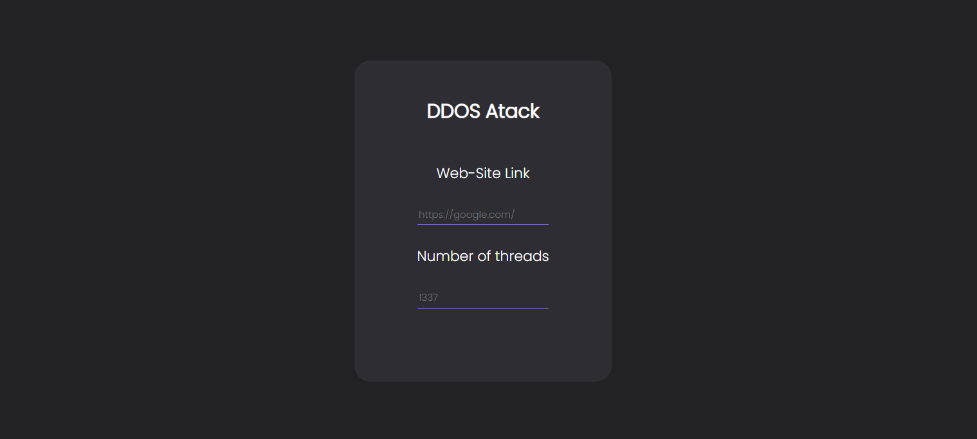 DDOS Atack
Web-Site Link
https://google.com/
Number of threads
1337